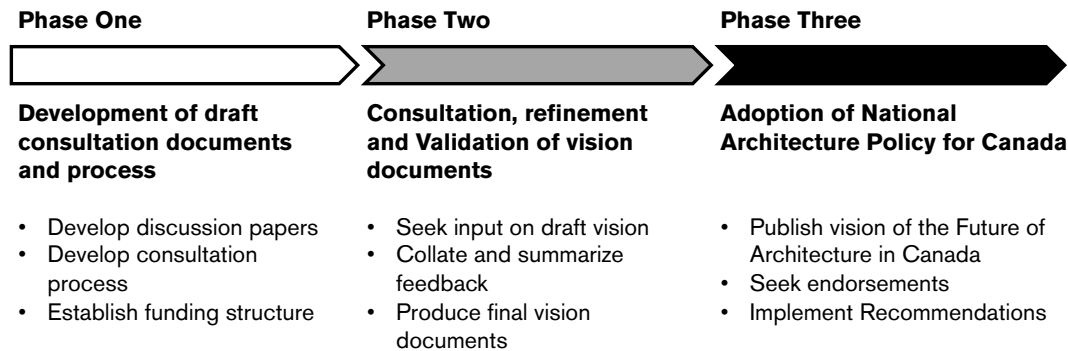 Phase One
Development of draft
consultation documents
and process
• Develop discussion papers
• Develop consultation
process
• Establish funding structure
Phase Two
Consultation, refinement
and Validation of vision
documents
• Seek input on draft vision
• Collate and summarize
feedback
• Produce final vision
documents
Phase Three
Adoption of National
Architecture Policy for Canada
• Publish vision of the Future of
Architecture in Canada
• Seek endorsements
• Implement Recommendations